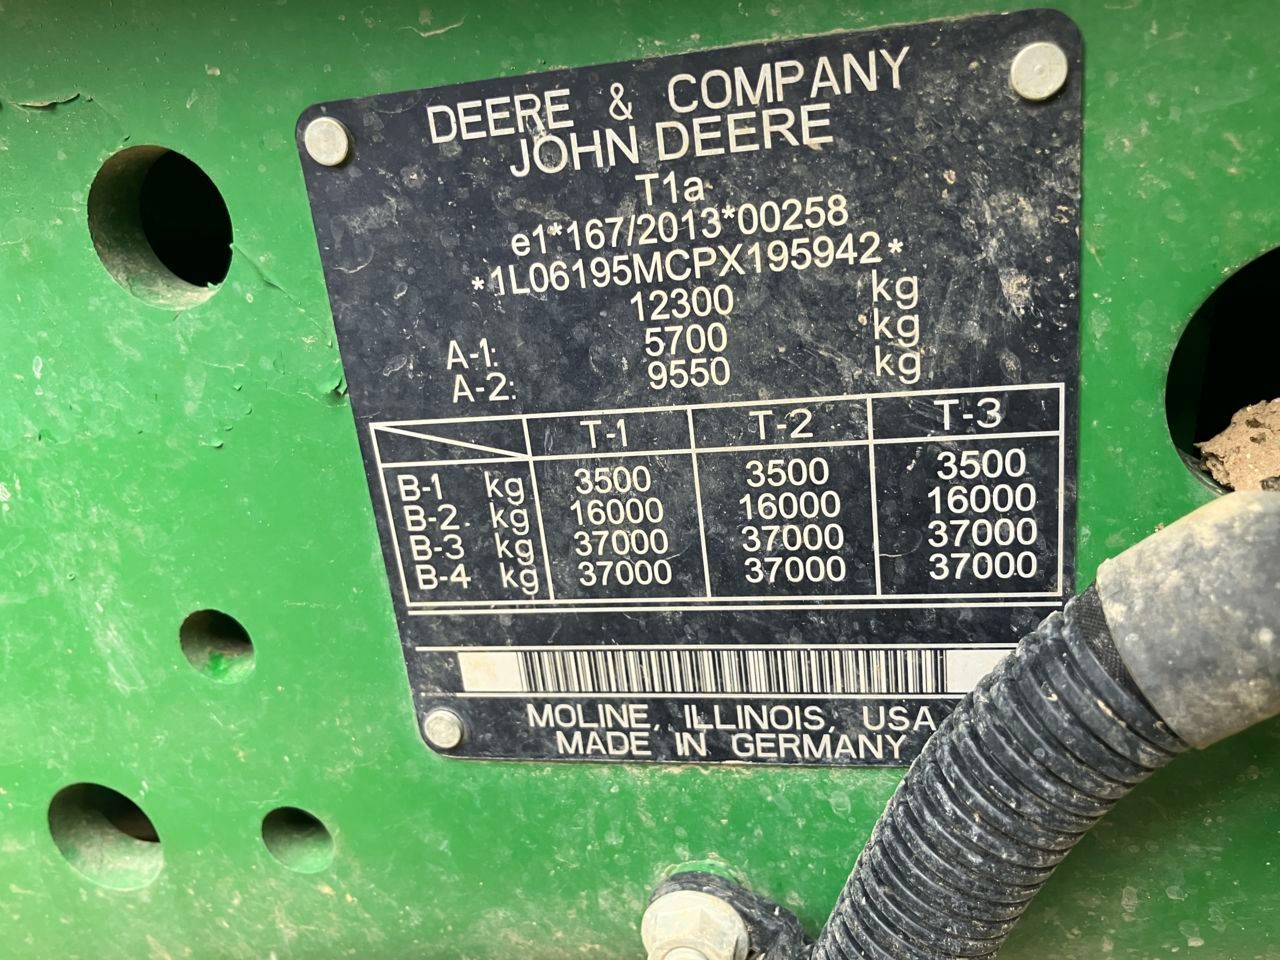 DEERE & COMPANY
JOHN DEERE
T1a
e1*167/2013*00258
*1L06195MCPX195942*
12300 kg
A-1: 5700 kg
A-2: 9550 kg
T-1 T-2 T-3
B-1 kg 3500 3500 3500
B-2 kg 16000 16000 16000
B-3 kg 37000 37000 37000
B-4 kg 37000 37000 37000
MOLINE, ILLINOIS, USA
MADE IN GERMANY